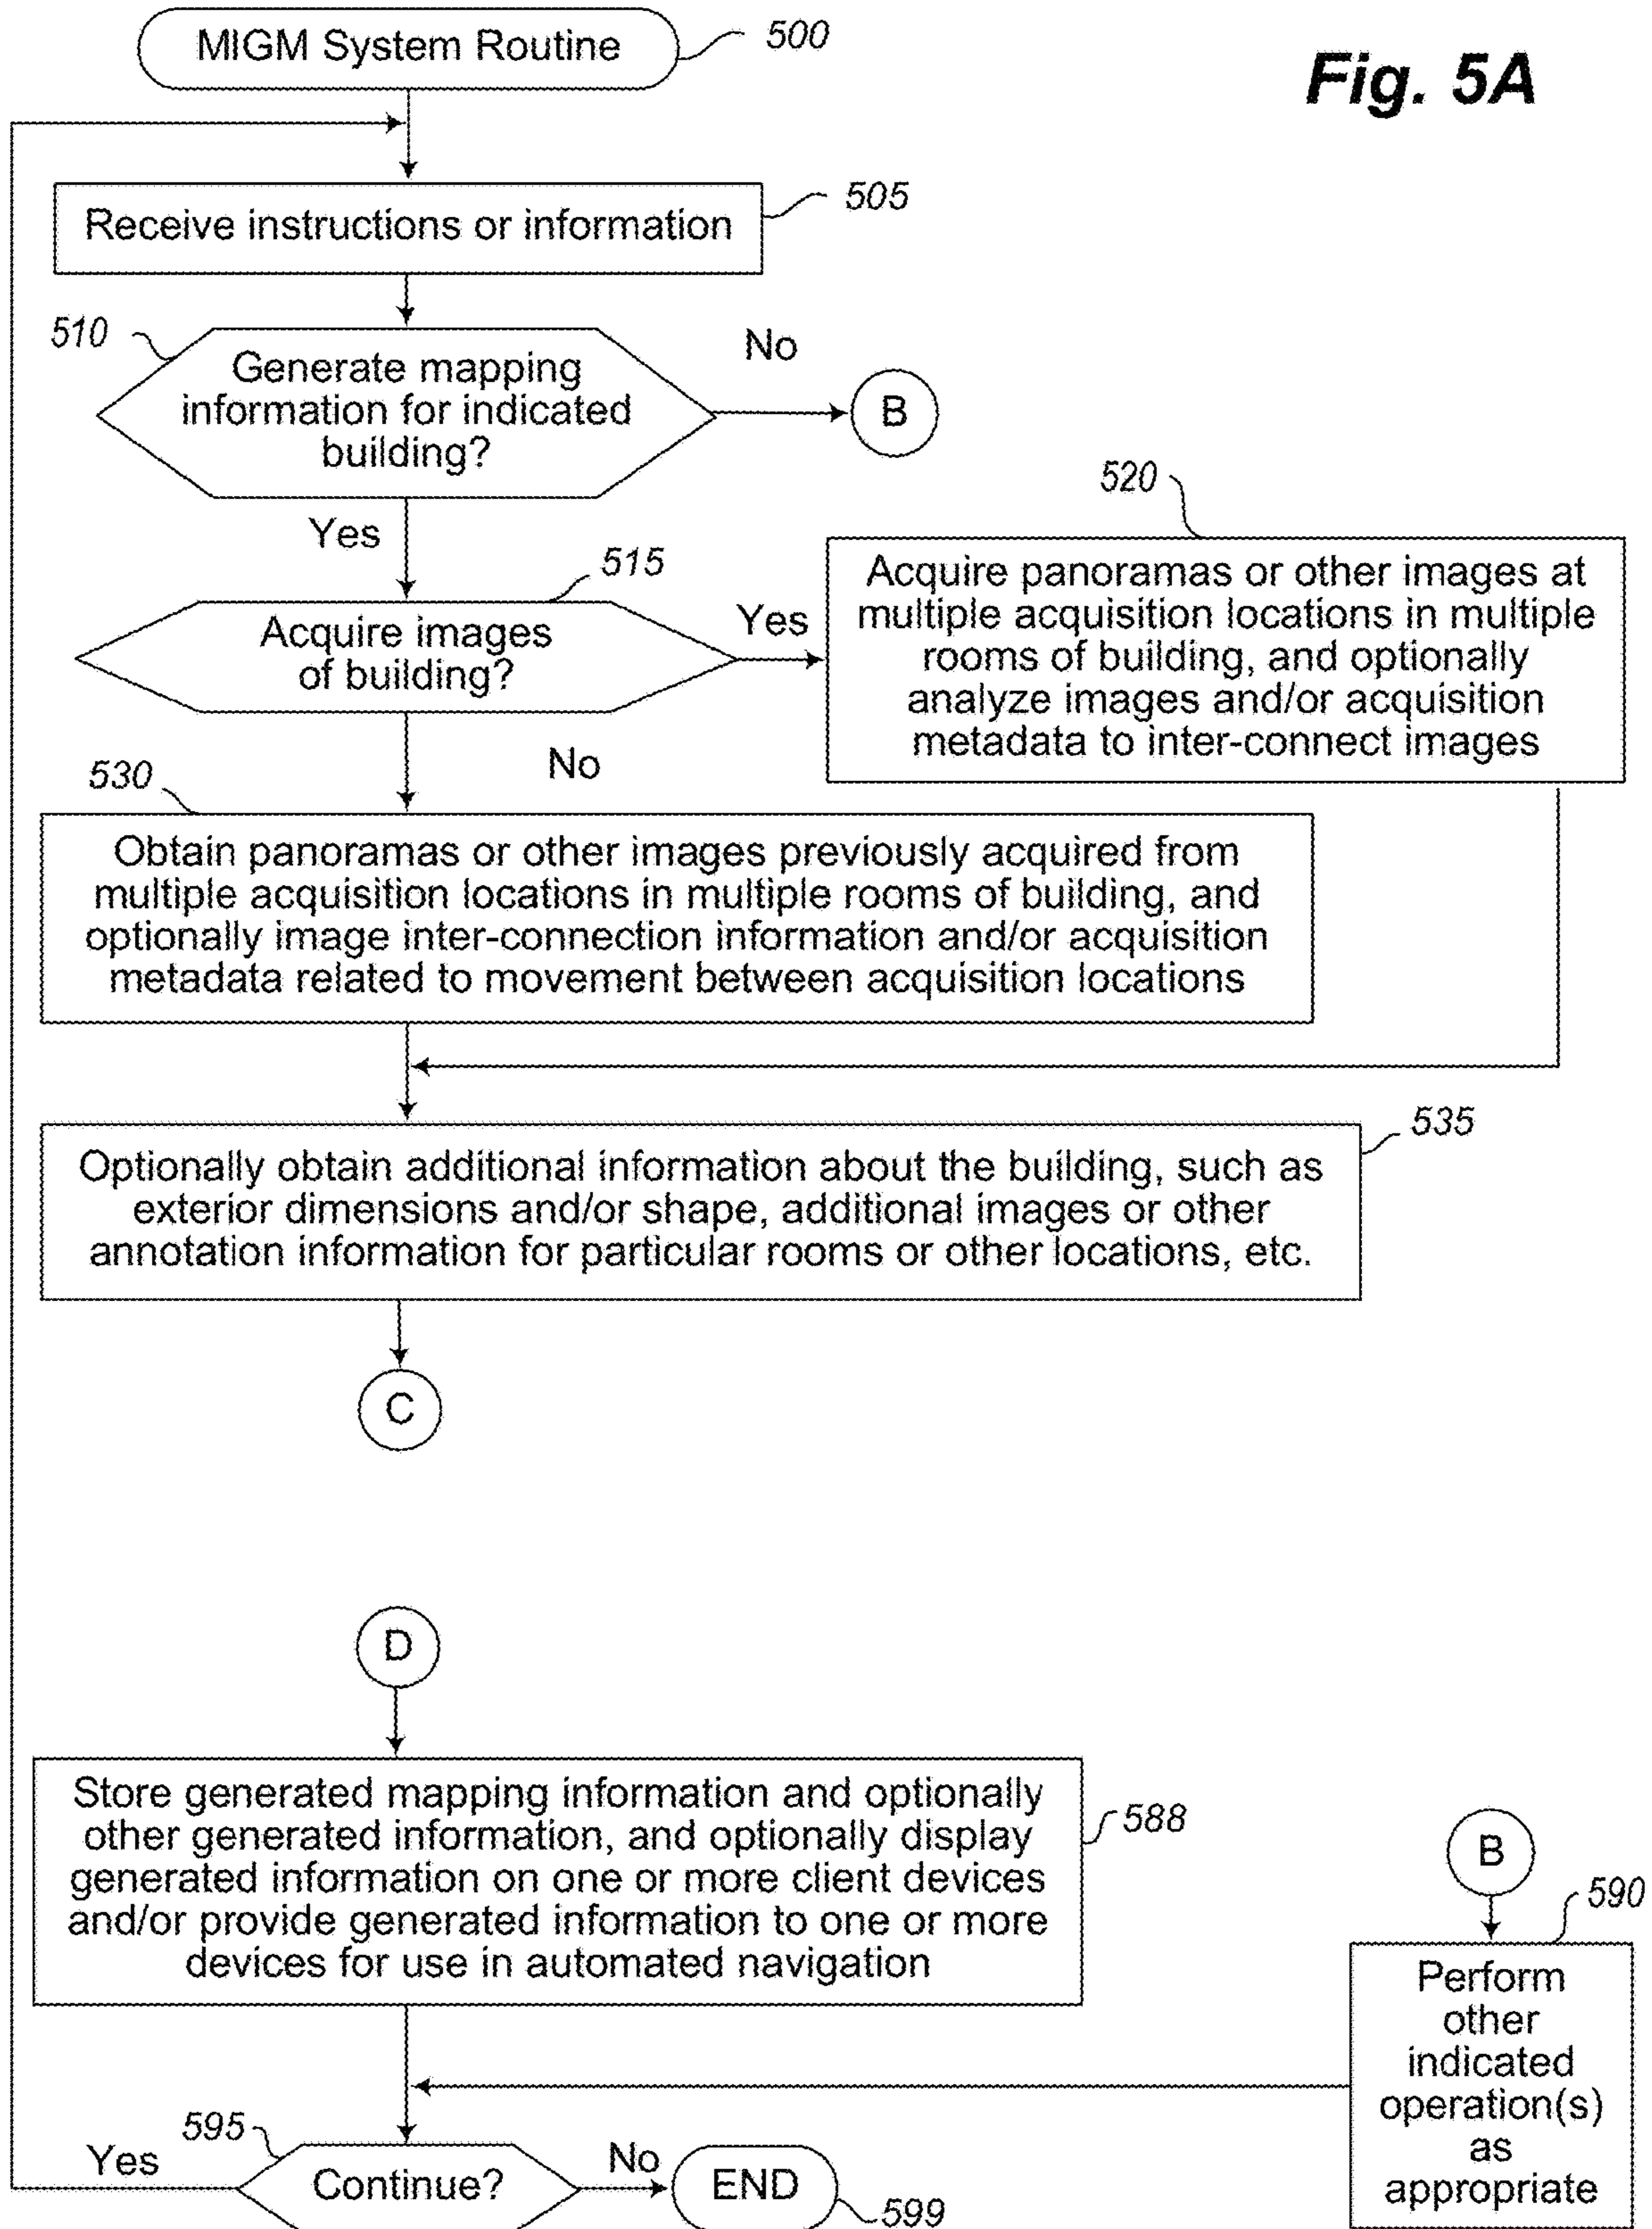 MIGM System Routine
500
Fig. 5A
Receive instructions or information
505
510
Generate mapping
information for indicated
building?
No
B
Yes
515
Acquire images
of building?
Yes
520
Acquire panoramas or other images at
multiple acquisition locations in multiple
rooms of building, and optionally
analyze images and/or acquisition
metadata to inter-connect images
No
530
Obtain panoramas or other images previously acquired from
multiple acquisition locations in multiple rooms of building, and
optionally image inter-connection information and/or acquisition
metadata related to movement between acquisition locations
535
Optionally obtain additional information about the building, such as
exterior dimensions and/or shape, additional images or other
annotation information for particular rooms or other locations, etc.
C
D
Store generated mapping information and optionally
other generated information, and optionally display
generated information on one or more client devices
and/or provide generated information to one or more
devices for use in automated navigation
588
B
590
Perform
other
indicated
operation(s)
as
appropriate
595
Yes
Continue?
No
END
599